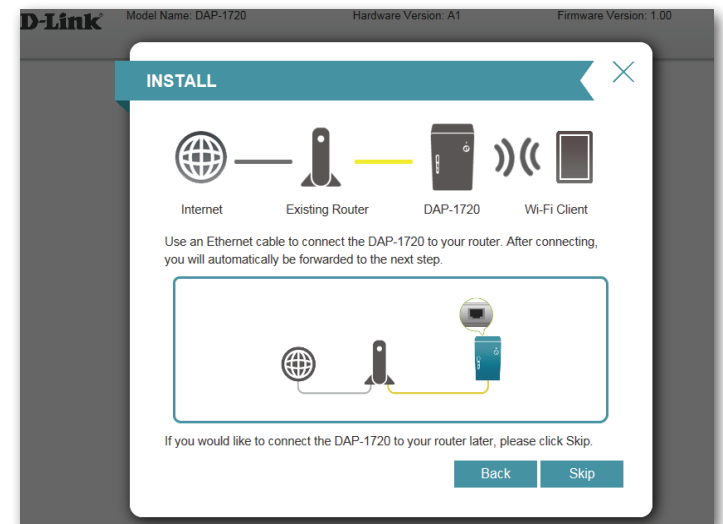 D-Link
Model Name: DAP-1720 Hardware Version: A1 Firmware Version: 1.00
INSTALL
Internet Existing Router DAP-1720 Wi-Fi Client
Use an Ethernet cable to connect the DAP-1720 to your router. After connecting,
you will automatically be forwarded to the next step.
If you would like to connect the DAP-1720 to your router later, please click Skip.
Back Skip